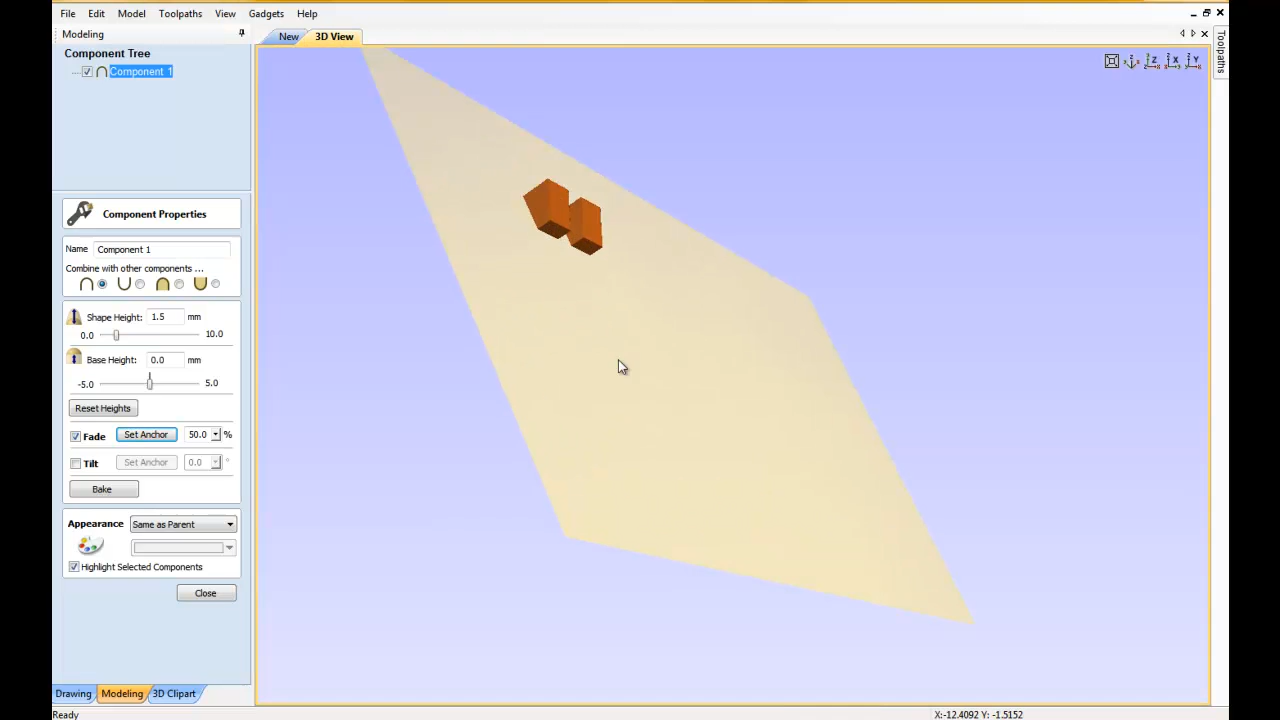 File Edit Model Toolpaths View Gadgets Help
Modeling
New 3D View
Toolpaths
Component Tree
Component 1
Z X Y
Component Properties
Name Component 1
Combine with other components ...
Shape Height: 1.5 mm
0.0 10.0
Base Height: 0.0 mm
-5.0 5.0
Reset Heights
Fade Set Anchor 50.0 %
Tilt Set Anchor 0.0 °
Bake
Appearance Same as Parent
Highlight Selected Components
Close
Drawing Modeling 3D Clipart
Ready X:-12.4092 Y: -1.5152